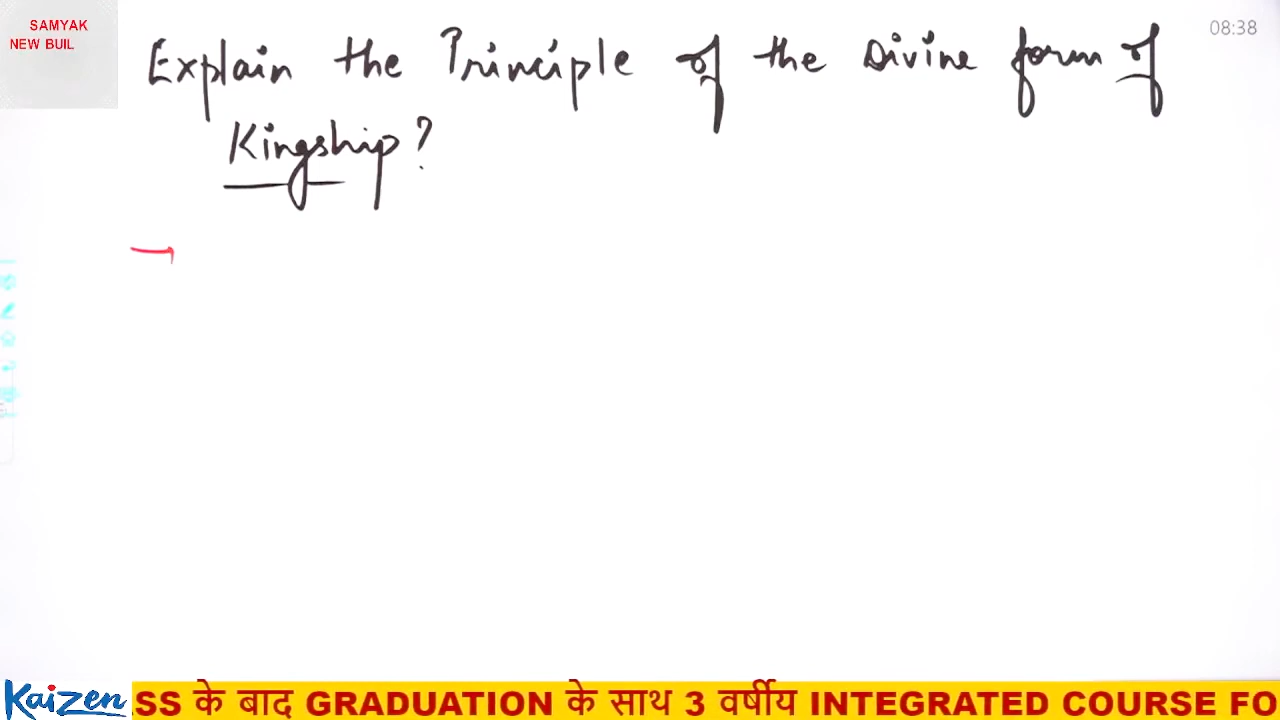 SAMYAK
NEW BUIL
08:38
Explain the Principle of the Divine form of
Kingship?
Kaizen
SS के बाद GRADUATION के साथ 3 वर्षीय INTEGRATED COURSE FO